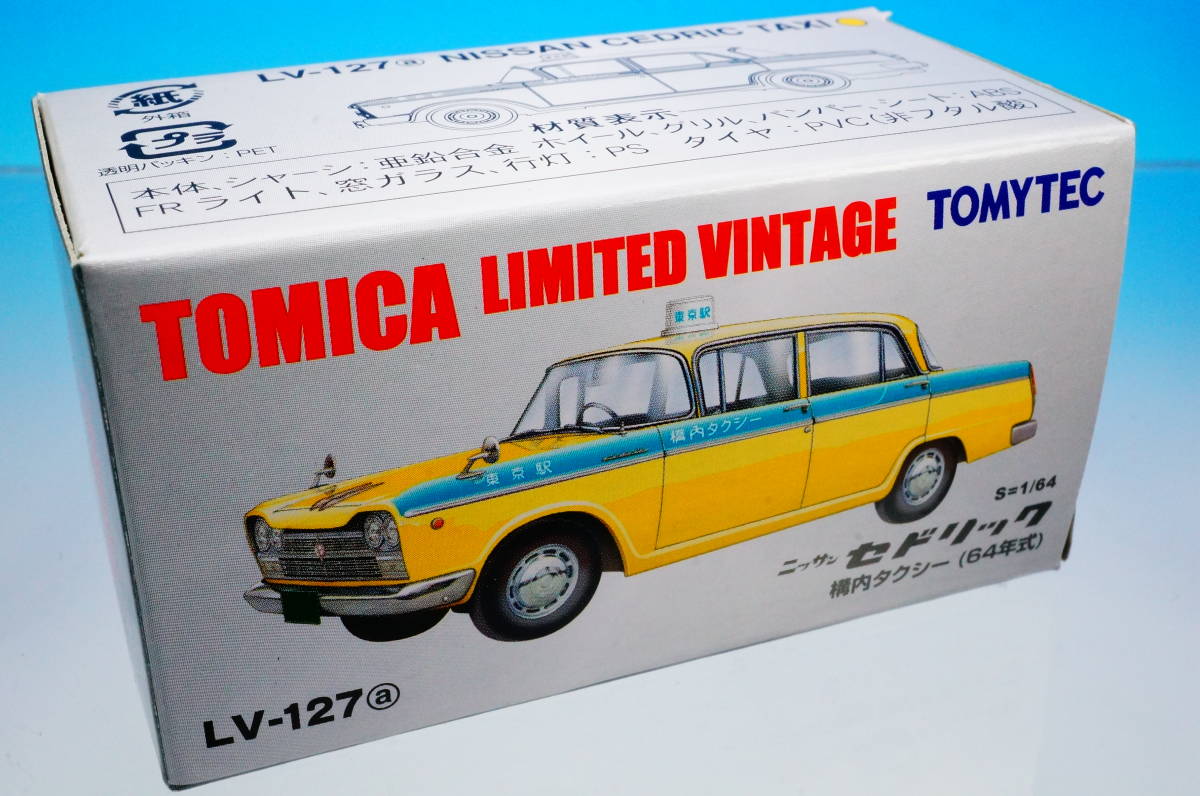 LV-127ⓐ NISSAN CEDRIC TAXI
紙
外箱
プラ
透明パッキン：PET
材質表示
本体、シャーシ：亜鉛合金 ホイール、グリル、バンパー、シート：ABS
FR ライト、窓ガラス、行灯：PS タイヤ：PVC(非フタル酸)
TOMICA LIMITED VINTAGE
TOMYTEC
東京駅
構内タクシー
東京駅
S=1/64
ニッサン セドリック
構内タクシー (64年式)
LV-127ⓐ